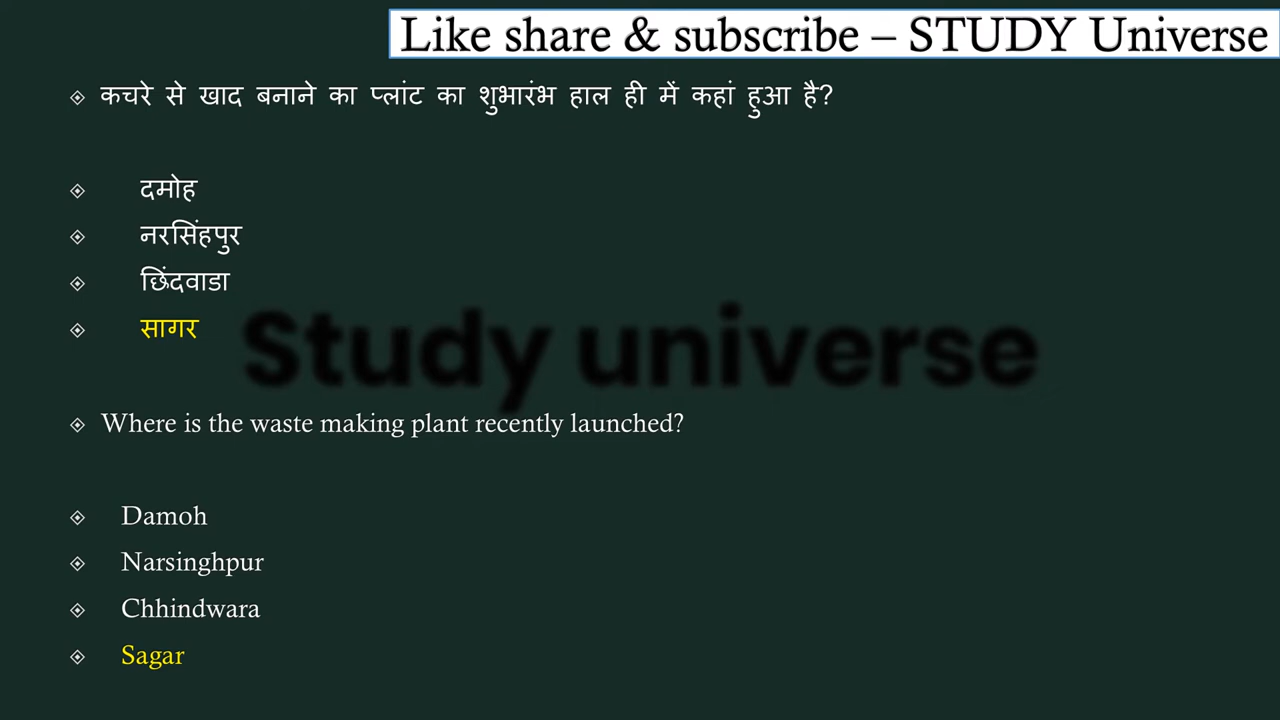 Like share & subscribe – STUDY Universe
कचरे से खाद बनाने का प्लांट का शुभारंभ हाल ही में कहां हुआ है?
दमोह
नरसिंहपुर
छिंदवाडा
सागर
Study universe
Where is the waste making plant recently launched?
Damoh
Narsinghpur
Chhindwara
Sagar